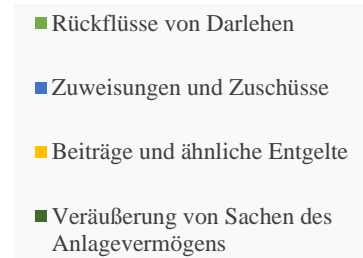 Rückflüsse von Darlehen
Zuweisungen und Zuschüsse
Beiträge und ähnliche Entgelte
Veräußerung von Sachen des
Anlagevermögens